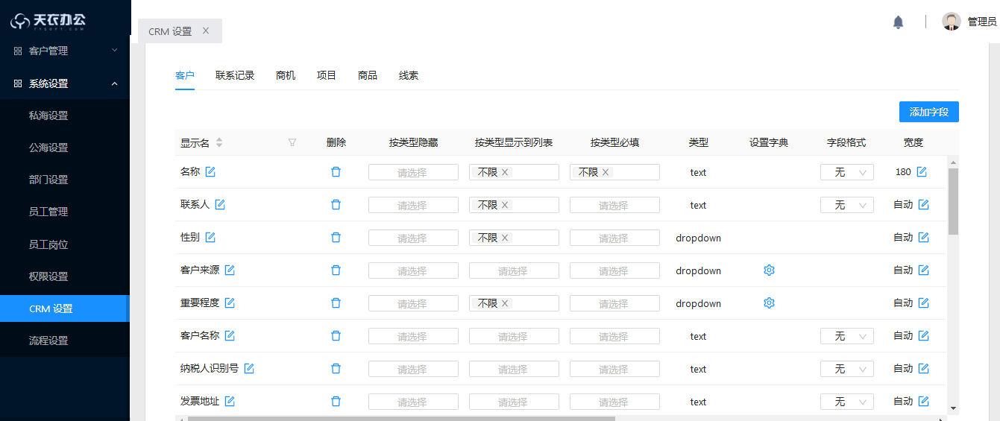 天衣办公
TYSOFT.COM
CRM 设置
管理员
客户管理
系统设置
私海设置
公海设置
部门设置
员工管理
员工岗位
权限设置
CRM 设置
流程设置
客户 联系记录 商机 项目 商品 线索
添加字段
显示名 删除 按类型隐藏 按类型显示到列表 按类型必填 类型 设置字典 字段格式 宽度
名称 请选择 不限 不限 text 无 180
联系人 请选择 不限 请选择 text 无 自动
性别 请选择 不限 请选择 dropdown 自动
客户来源 请选择 请选择 请选择 dropdown 自动
重要程度 请选择 不限 请选择 dropdown 自动
客户名称 请选择 请选择 请选择 text 无 自动
纳税人识别号 请选择 请选择 请选择 text 无 自动
发票地址 请选择 请选择 请选择 text 无 自动